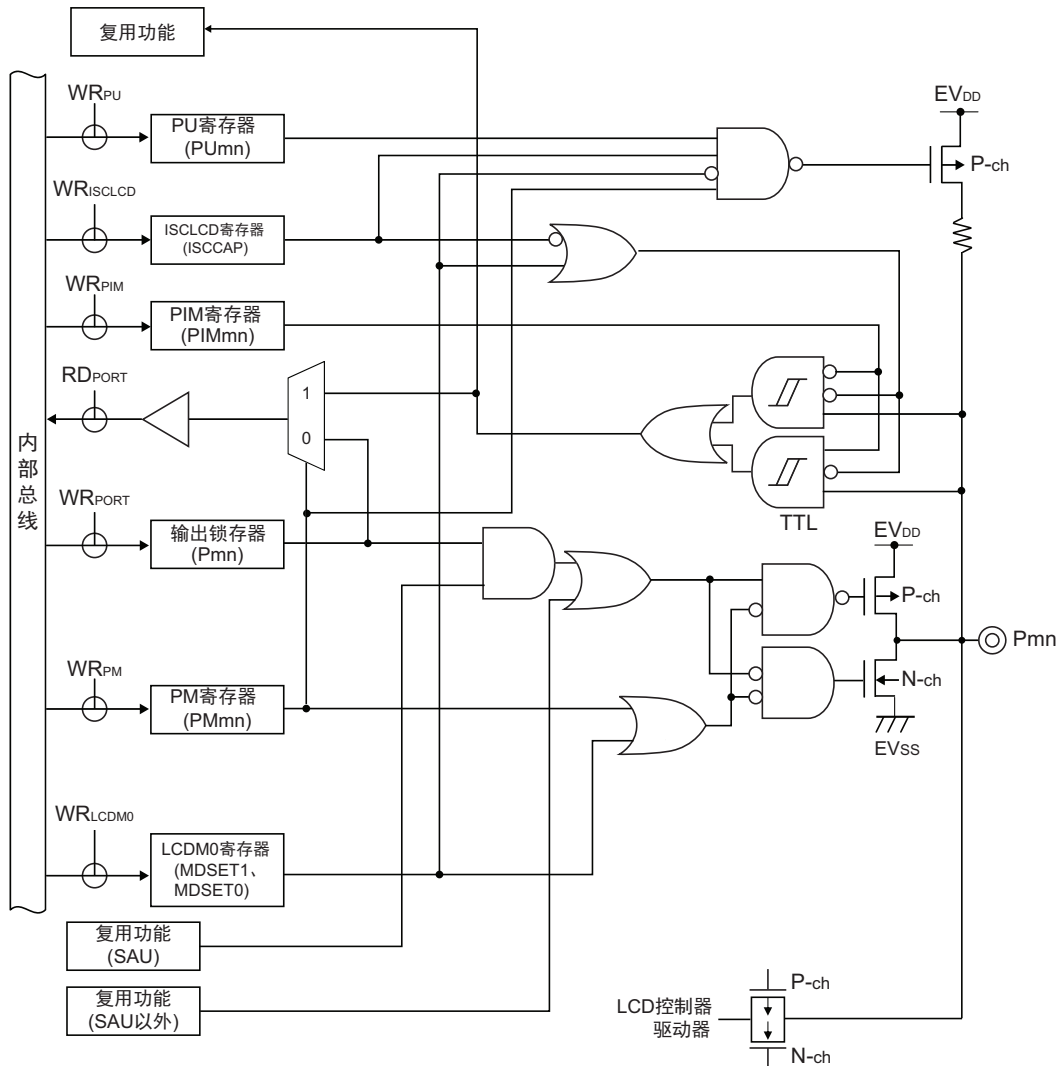 复用功能
WRPU
PU寄存器
(PUmn)
EVDD
P-ch
WRISCLCD
ISCLCD寄存器
(ISCCAP)
WRPIM
PIM寄存器
(PIMmn)
RDPORT
1
0
内部总线
TTL
WRPORT
输出锁存器
(Pmn)
EVDD
P-ch
Pmn
WRPM
PM寄存器
(PMmn)
N-ch
EVSS
WRLCDM0
LCDM0寄存器
(MDSET1、
MDSET0)
复用功能
(SAU)
复用功能
(SAU以外)
P-ch
LCD控制器
驱动器
N-ch